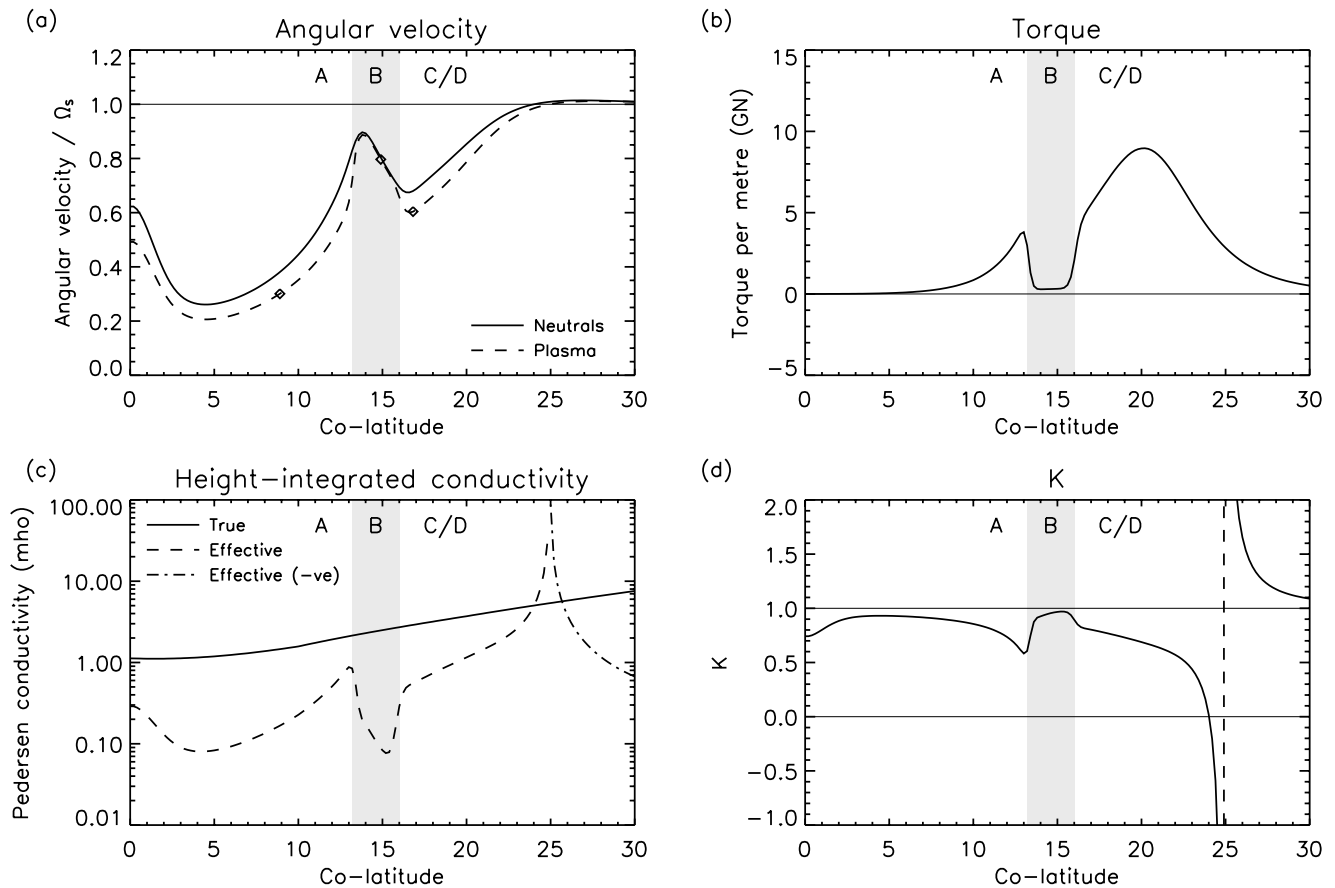 (a)
Angular velocity
A B C/D
1.2
1.0
0.8
0.6
0.4
0.2
0.0
Angular velocity / Ωs
Neutrals
Plasma
0 5 10 15 20 25 30
Co-latitude
(b)
Torque
A B C/D
15
10
5
0
-5
Torque per metre (GN)
0 5 10 15 20 25 30
Co-latitude
(c)
Height-integrated conductivity
True A B C/D
Effective
Effective (-ve)
100.00
10.00
1.00
0.10
0.01
Pedersen conductivity (mho)
0 5 10 15 20 25 30
Co-latitude
(d)
K
A B C/D
2.0
1.5
1.0
0.5
0.0
-0.5
-1.0
K
0 5 10 15 20 25 30
Co-latitude